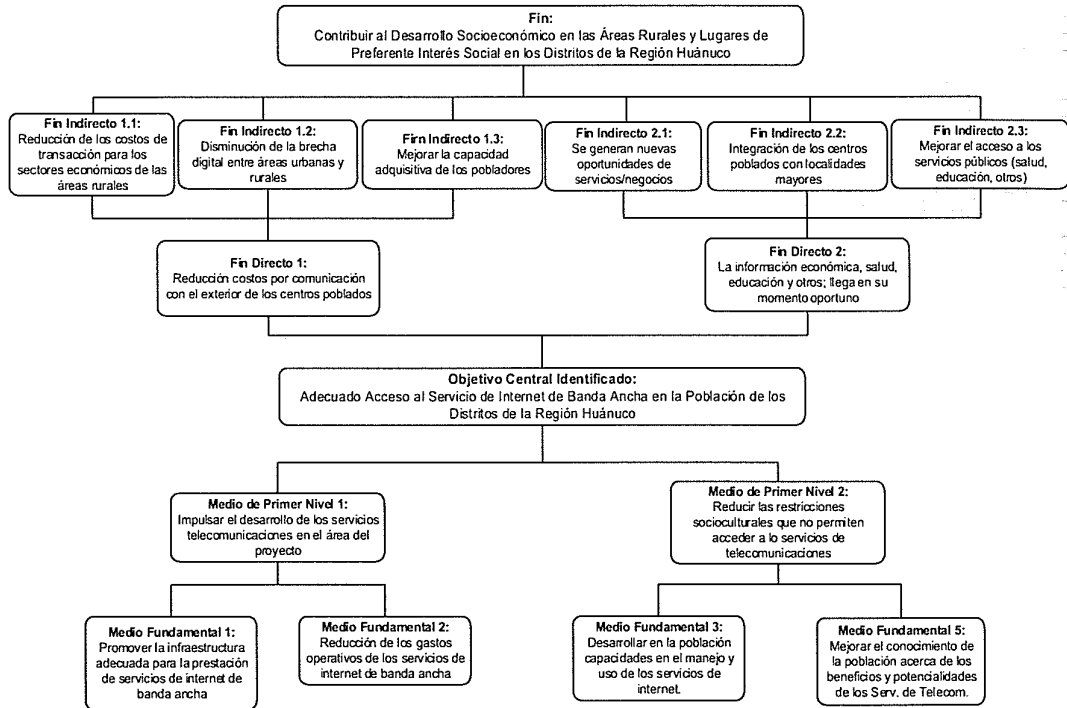 Fin:
Contribuir al Desarrollo Socioeconómico en las Áreas Rurales y Lugares de
Preferente Interés Social en los Distritos de la Región Huánuco
Fin Indirecto 1.1:
Reducción de los costos de
transacción para los
sectores económicos de las
áreas rurales
Fin Indirecto 1.2:
Disminución de la brecha
digital entre áreas urbanas y
rurales
Firn Indirecto 1.3:
Mejorar la capacidad
adquisitiva de los pobladores
Fin Indirecto 2.1:
Se generan nuevas
oportunidades de
servicios/negocios
Fin Indirecto 2.2:
Integración de los centros
poblados con localidades
mayores
Fin Indirecto 2.3:
Mejorar el acceso a los
servicios públicos (salud,
educación, otros)
Fin Directo 1:
Reducción costos por comunicación
con el exterior de los centros poblados
Fin Directo 2:
La información económica, salud,
educación y otros; llega en su
momento oportuno
Objetivo Central Identificado:
Adecuado Acceso al Servicio de Internet de Banda Ancha en la Población de los
Distritos de la Región Huánuco
Medio de Primer Nivel 1:
Impulsar el desarrollo de los servicios
telecomunicaciones en el área del
proyecto
Medio de Primer Nivel 2:
Reducir las restricciones
socioculturales que no permiten
acceder a lo servicios de
telecomunicaciones
Medio Fundamental 1:
Promover la infraestructura
adecuada para la prestación
de servicios de internet de
banda ancha
Medio Fundamental 2:
Reducción de los gastos
operativos de los servicios de
internet de banda ancha
Medio Fundamental 3:
Desarrollar en la población
capacidades en el manejo y
uso de los servicios de
internet.
Medio Fundamental 5:
Mejorar el conocimiento de
la población acerca de los
beneficios y potencialidades
de los Serv. de Telecom.